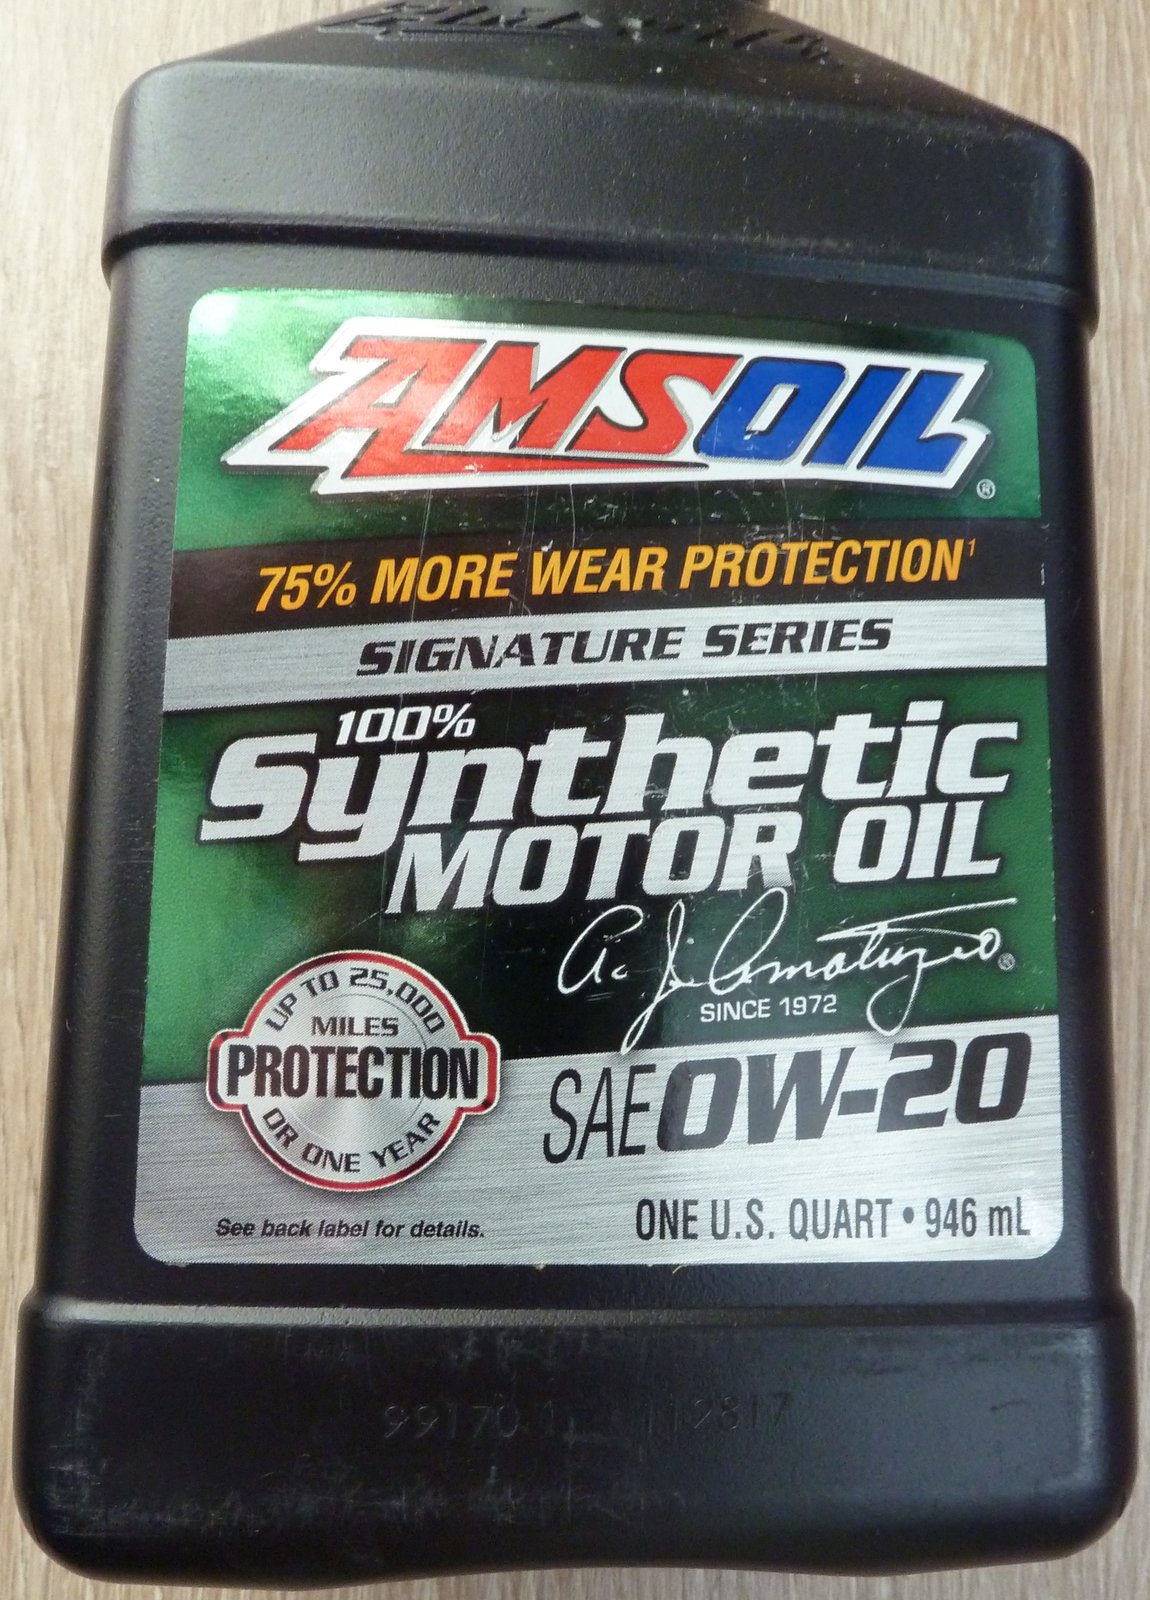 AMSOIL®
75% MORE WEAR PROTECTION¹
SIGNATURE SERIES
100%
Synthetic
MOTOR OIL
A. J. Amatuzio®
SINCE 1972
UP TO 25,000
MILES
PROTECTION
OR ONE YEAR
SAE 0W-20
See back label for details.
ONE U.S. QUART • 946 mL